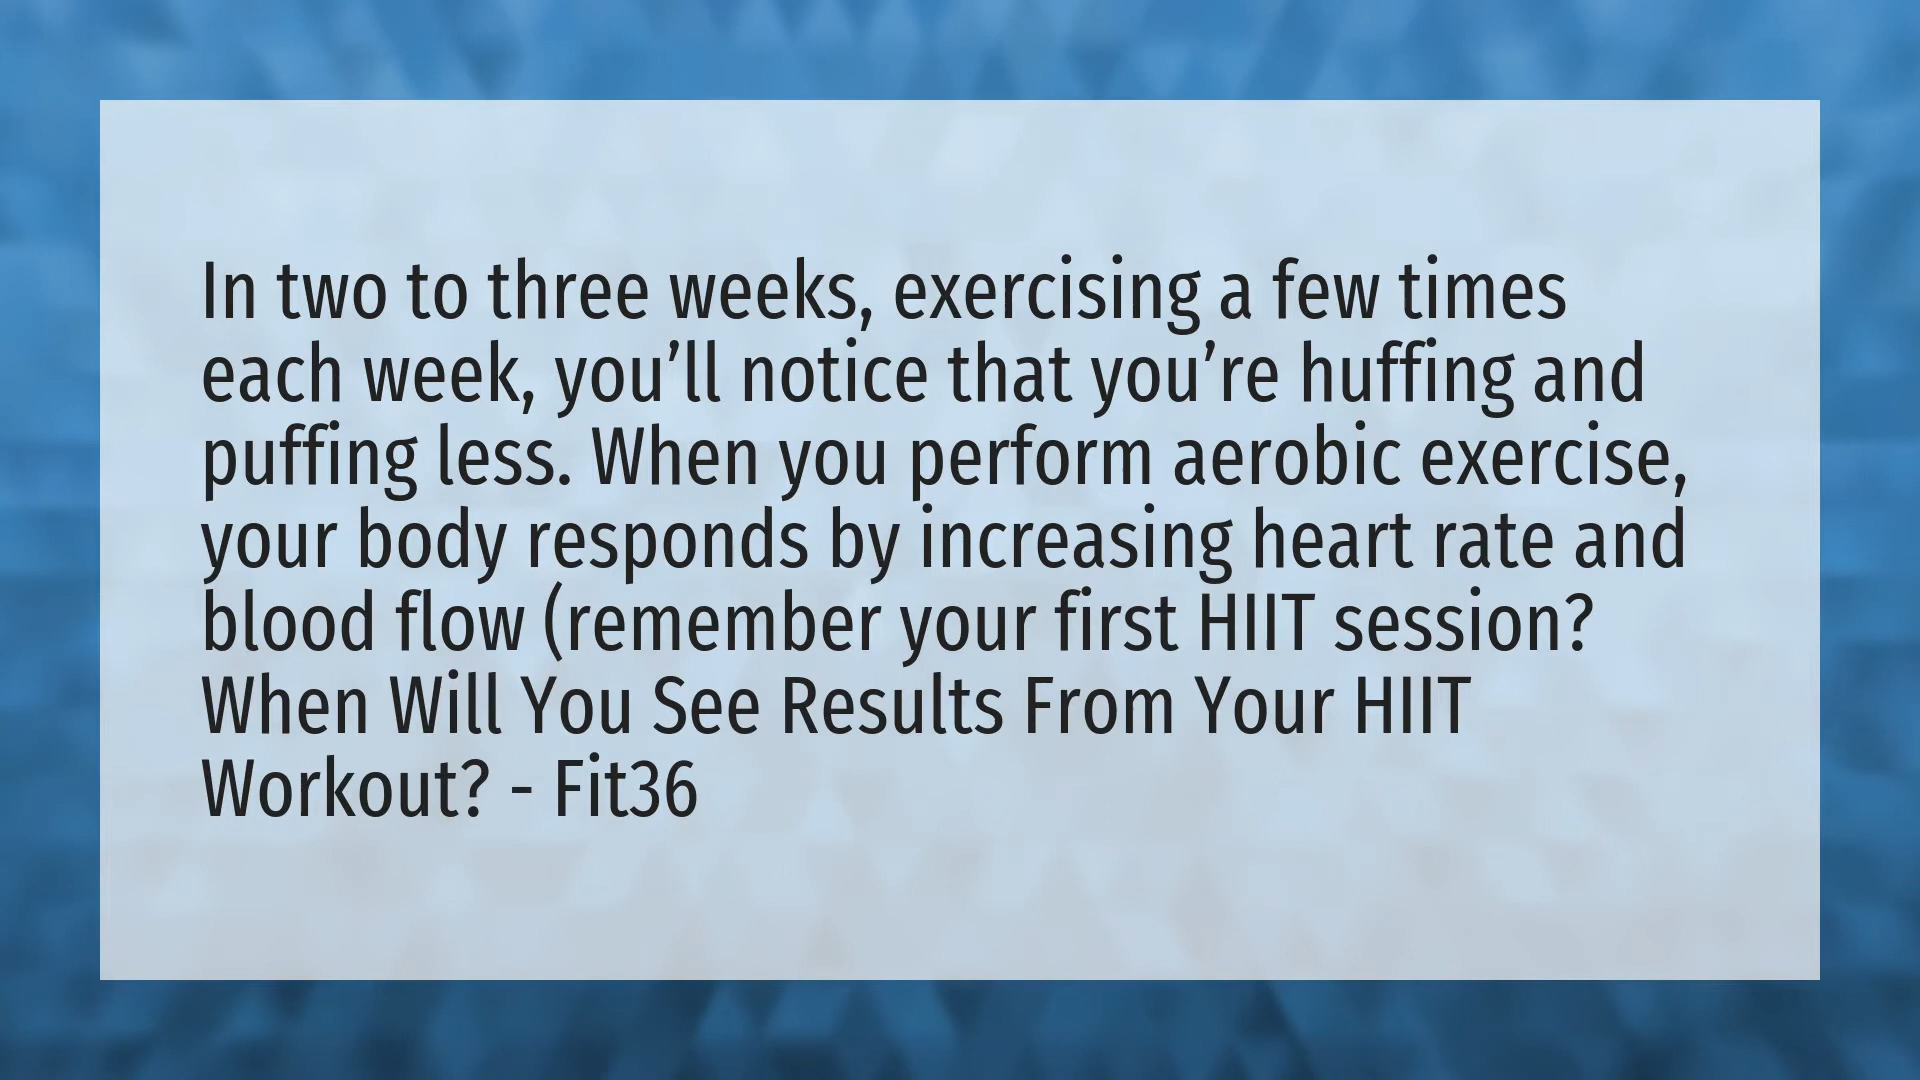 In two to three weeks, exercising a few times
each week, you’ll notice that you’re huffing and
puffing less. When you perform aerobic exercise,
your body responds by increasing heart rate and
blood flow (remember your first HIIT session?
When Will You See Results From Your HIIT
Workout? - Fit36